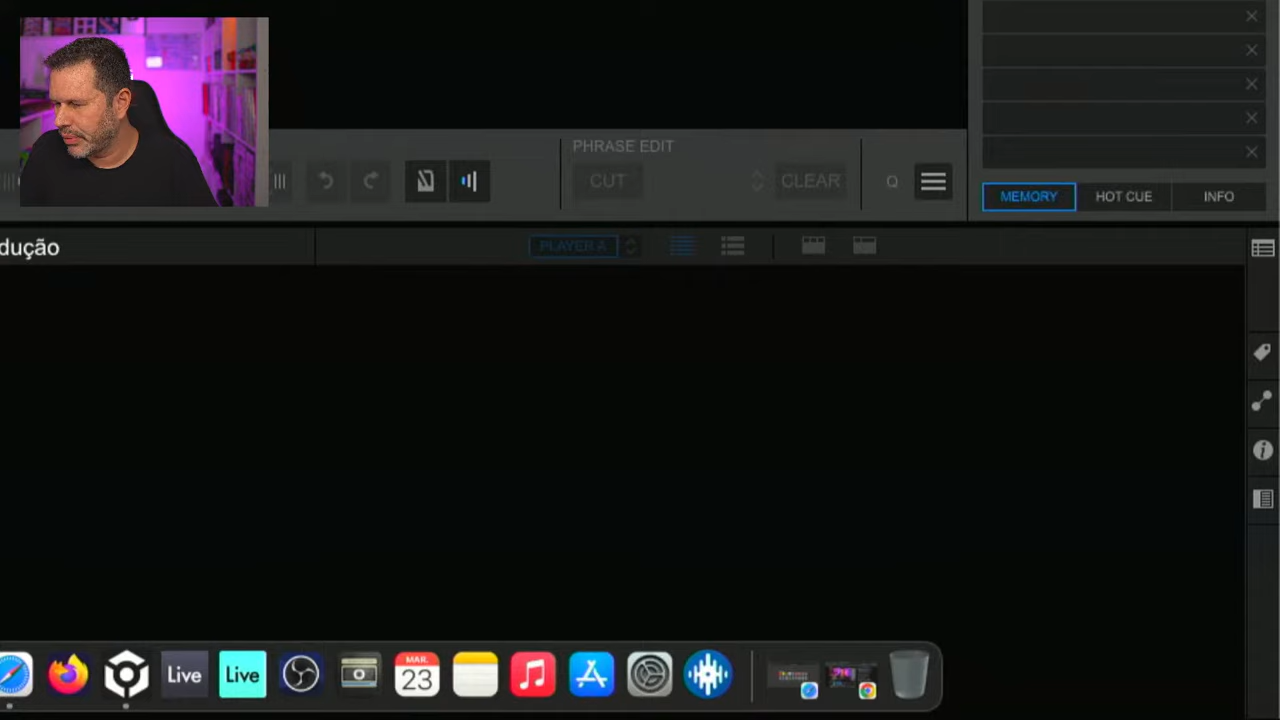 PHRASE EDIT
CUT
CLEAR
Q
MEMORY
HOT CUE
INFO
dução
PLAYER A
Live
Live
MAR.
23